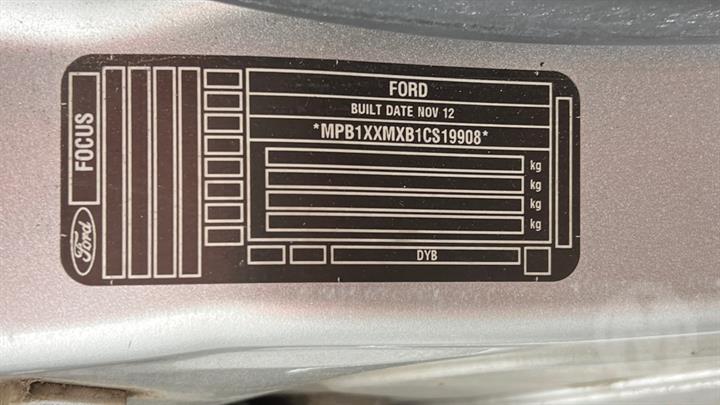 FORD
BUILT DATE NOV 12
*MPB1XXMXB1CS19908*
kg
kg
kg
kg
DYB
FOCUS
Ford